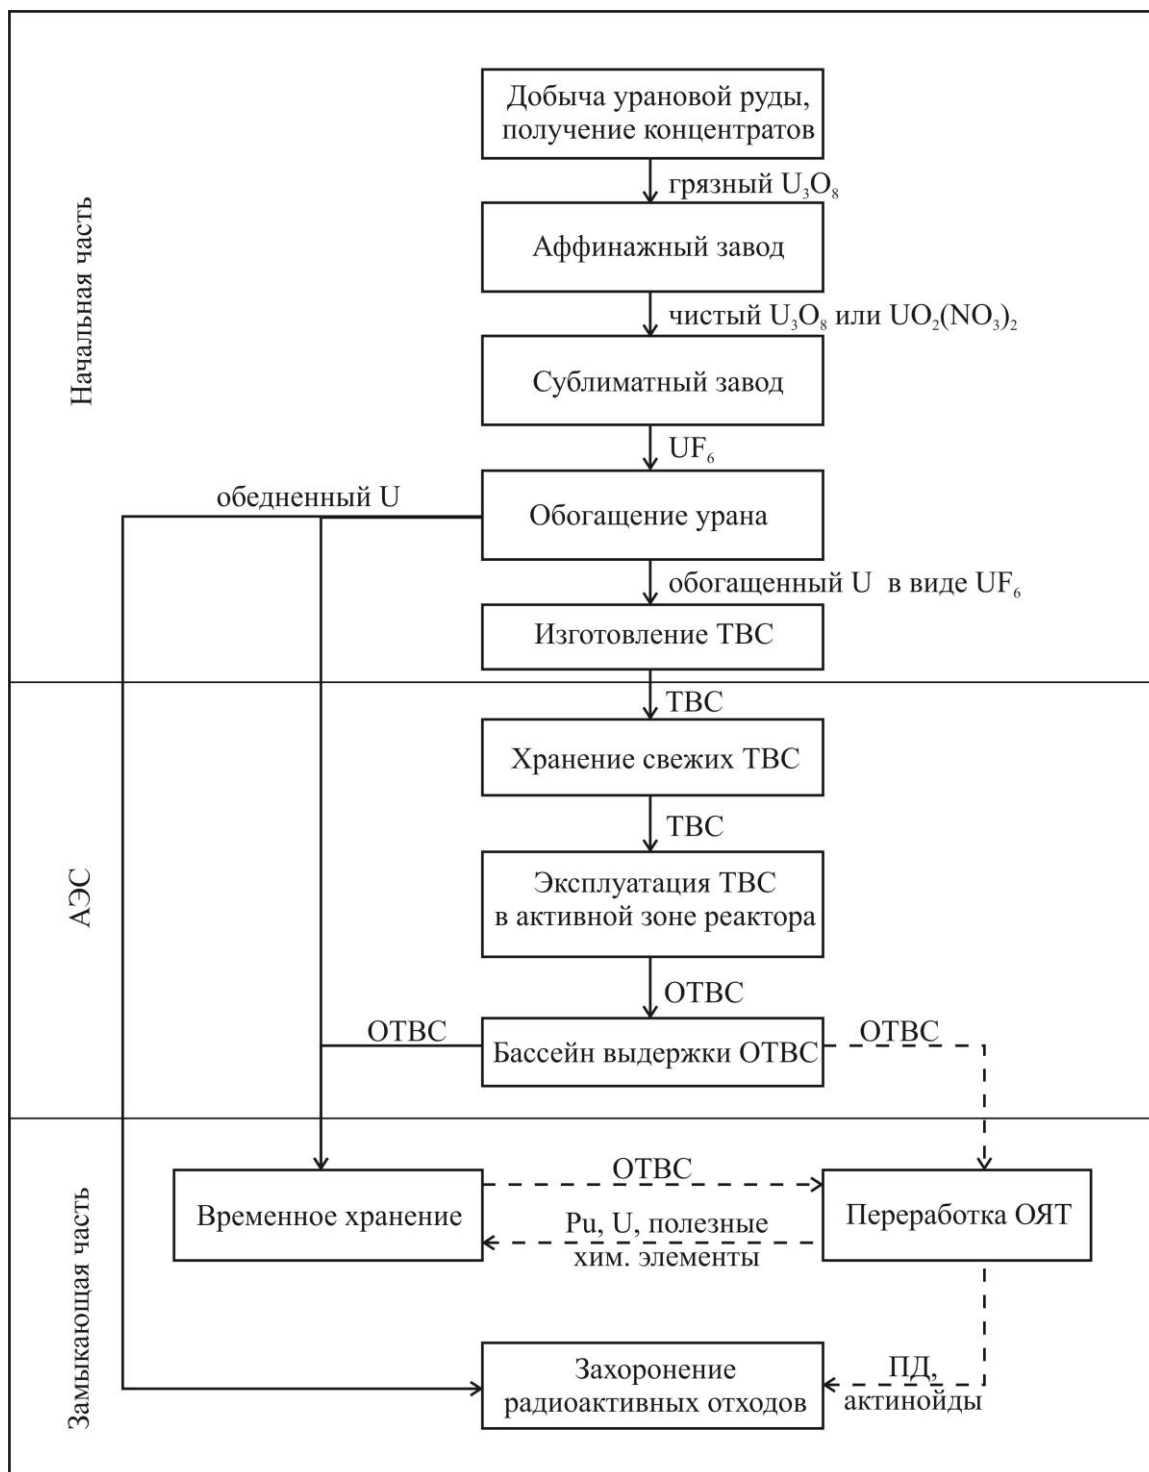 Начальная часть
Добыча урановой руды,
получение концентратов
грязный U₃O₈
Аффинажный завод
чистый U₃O₈ или UO₂(NO₃)₂
Сублиматный завод
UF₆
обедненный U
Обогащение урана
обогащенный U в виде UF₆
Изготовление ТВС
АЭС
ТВС
Хранение свежих ТВС
ТВС
Эксплуатация ТВС
в активной зоне реактора
ОТВС
ОТВС
Бассейн выдержки ОТВС
ОТВС
Замыкающая часть
Временное хранение
ОТВС
Pu, U, полезные
хим. элементы
Переработка ОЯТ
Захоронение
радиоактивных отходов
ПД,
актинойды